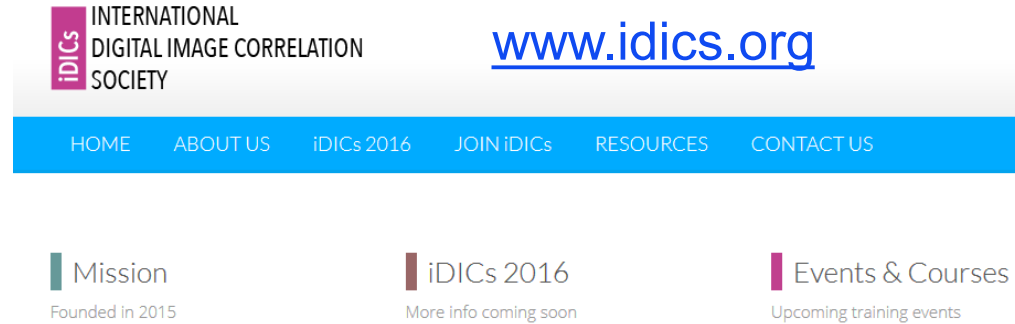 iDICs
INTERNATIONAL
DIGITAL IMAGE CORRELATION
SOCIETY
www.idics.org
HOME ABOUT US iDICs 2016 JOIN iDICs RESOURCES CONTACT US
Mission
Founded in 2015
iDICs 2016
More info coming soon
Events & Courses
Upcoming training events